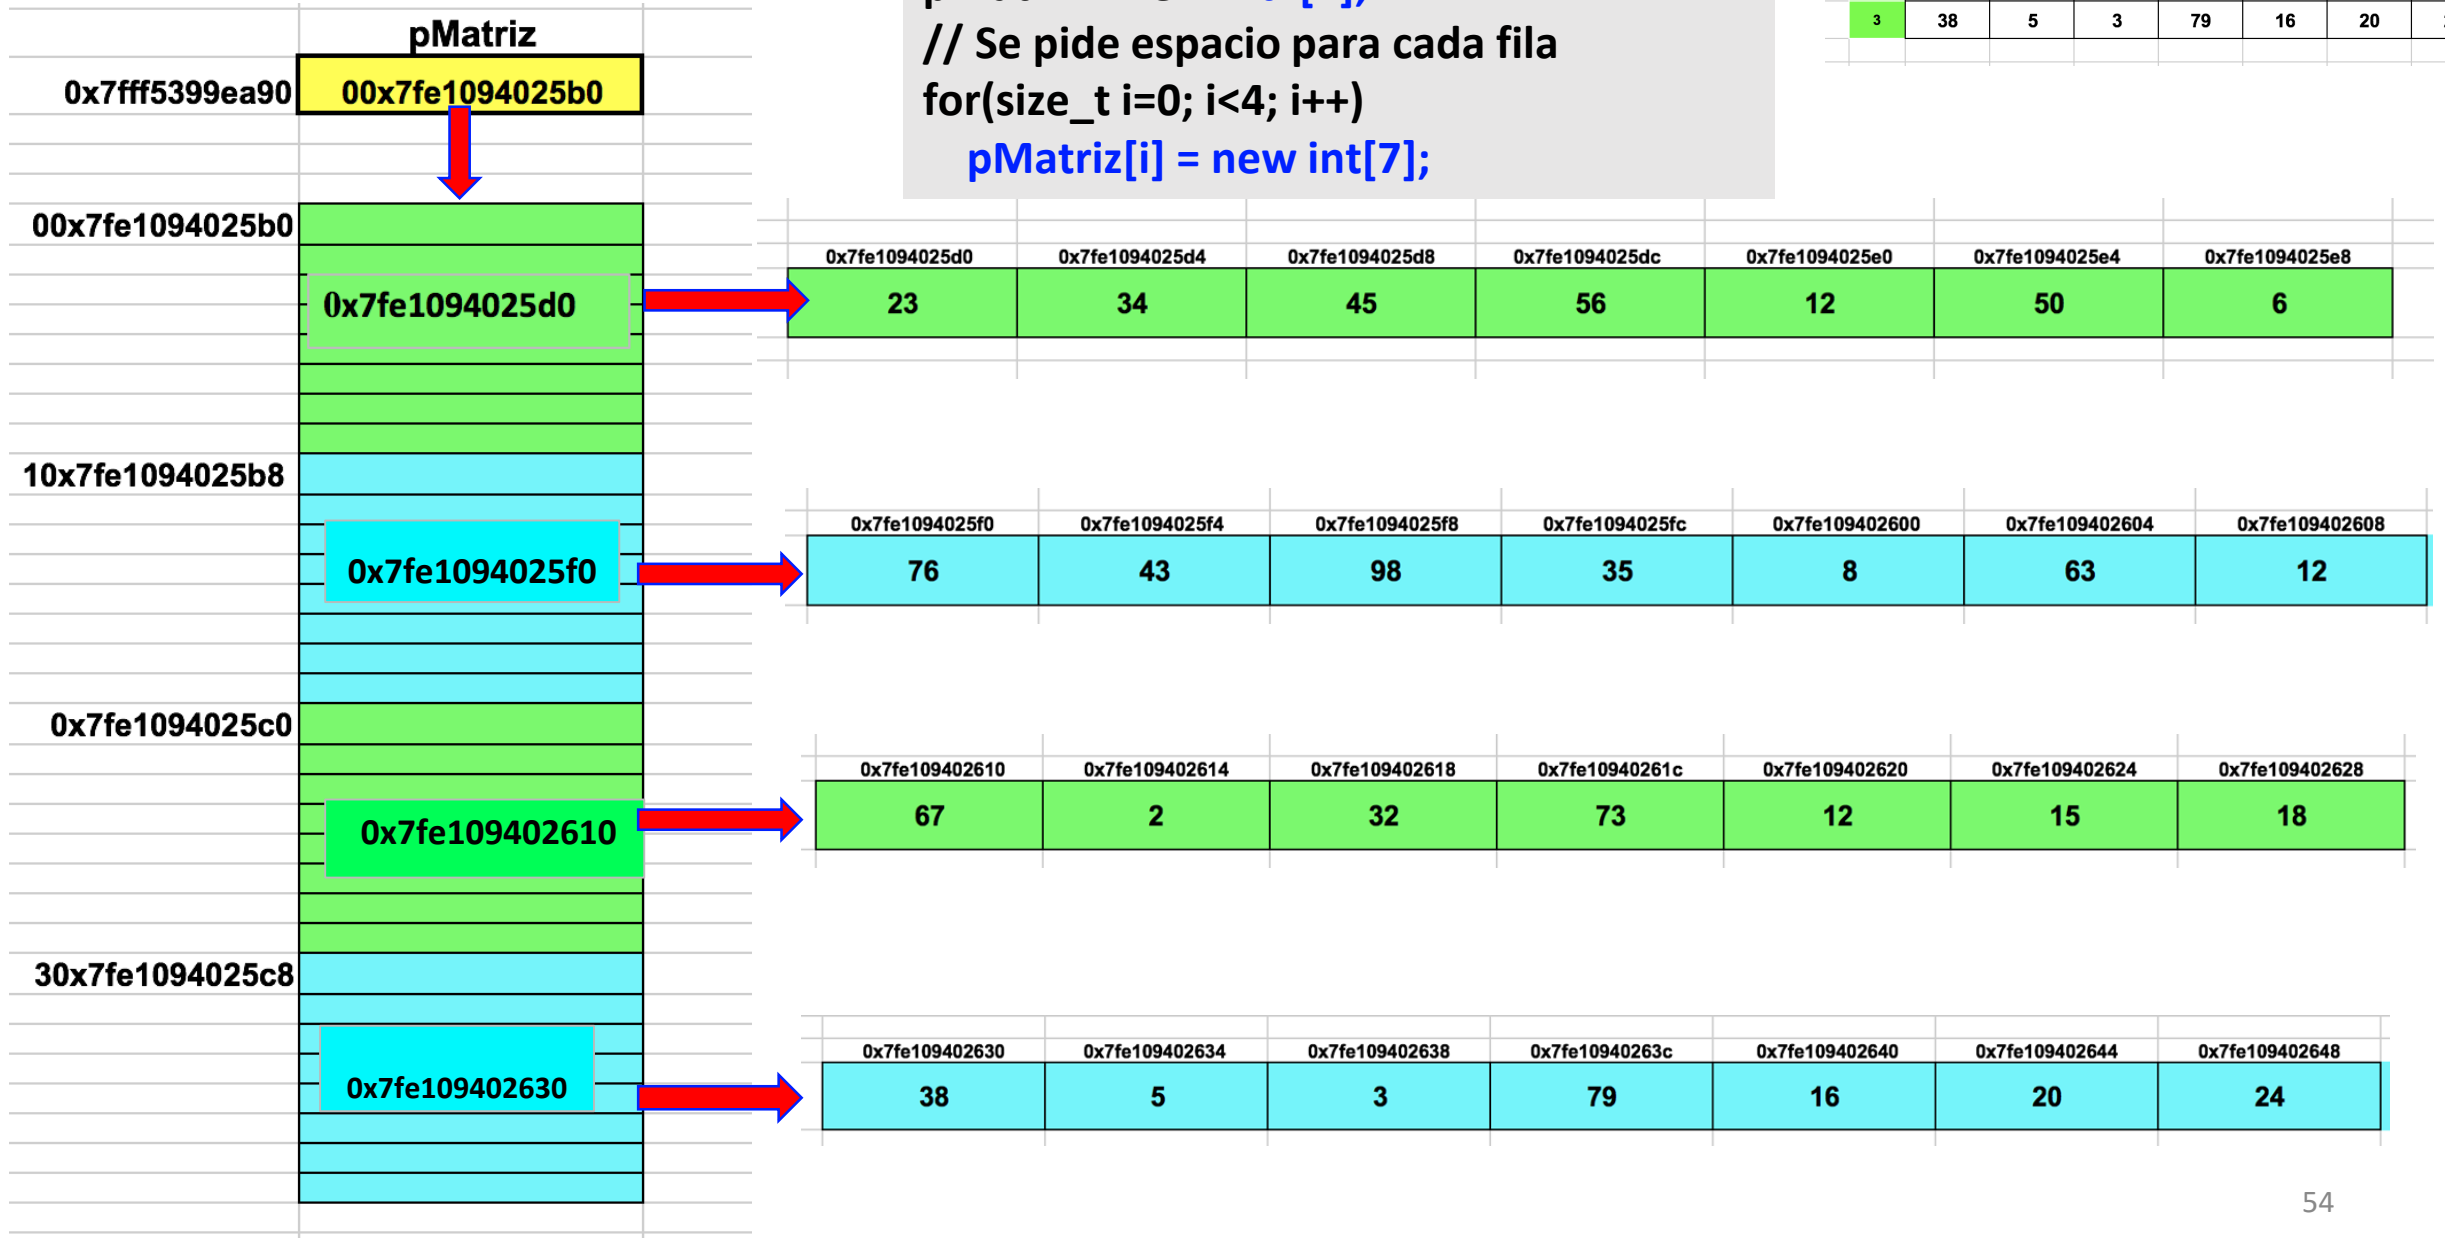 pMatriz
0x7fff5399ea90 00x7fe1094025b0
// Se pide espacio para cada fila
for(size_t i=0; i<4; i++)
pMatriz[i] = new int[7];
3 38 5 3 79 16 20
00x7fe1094025b0
0x7fe1094025d0
0x7fe1094025d0 0x7fe1094025d4 0x7fe1094025d8 0x7fe1094025dc 0x7fe1094025e0 0x7fe1094025e4 0x7fe1094025e8
23 34 45 56 12 50 6
10x7fe1094025b8
0x7fe1094025f0
0x7fe1094025f0 0x7fe1094025f4 0x7fe1094025f8 0x7fe1094025fc 0x7fe109402600 0x7fe109402604 0x7fe109402608
76 43 98 35 8 63 12
0x7fe1094025c0
0x7fe109402610
0x7fe109402610 0x7fe109402614 0x7fe109402618 0x7fe10940261c 0x7fe109402620 0x7fe109402624 0x7fe109402628
67 2 32 73 12 15 18
30x7fe1094025c8
0x7fe109402630
0x7fe109402630 0x7fe109402634 0x7fe109402638 0x7fe10940263c 0x7fe109402640 0x7fe109402644 0x7fe109402648
38 5 3 79 16 20 24
54